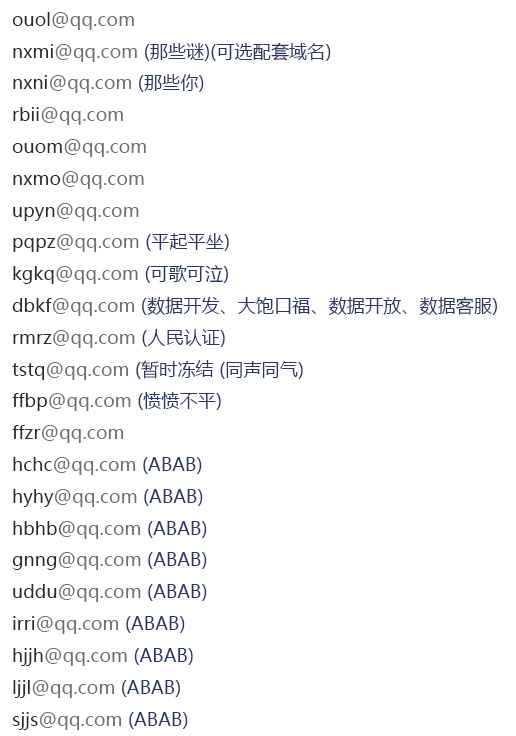 ouol@qq.com
nxmi@qq.com (那些谜)(可选配套域名)
nxni@qq.com (那些你)
rbii@qq.com
ouom@qq.com
nxmo@qq.com
upyn@qq.com
pqpz@qq.com (平起平坐)
kgkq@qq.com (可歌可泣)
dbkf@qq.com (数据开发、大饱口福、数据开放、数据客服)
rmrz@qq.com (人民认证)
tstq@qq.com (暂时冻结 (同声同气)
ffbp@qq.com (愤愤不平)
ffzr@qq.com
hchc@qq.com (ABAB)
hyhy@qq.com (ABAB)
hbhb@qq.com (ABAB)
gnng@qq.com (ABAB)
uddu@qq.com (ABAB)
irri@qq.com (ABAB)
hjjh@qq.com (ABAB)
ljjl@qq.com (ABAB)
sjjs@qq.com (ABAB)